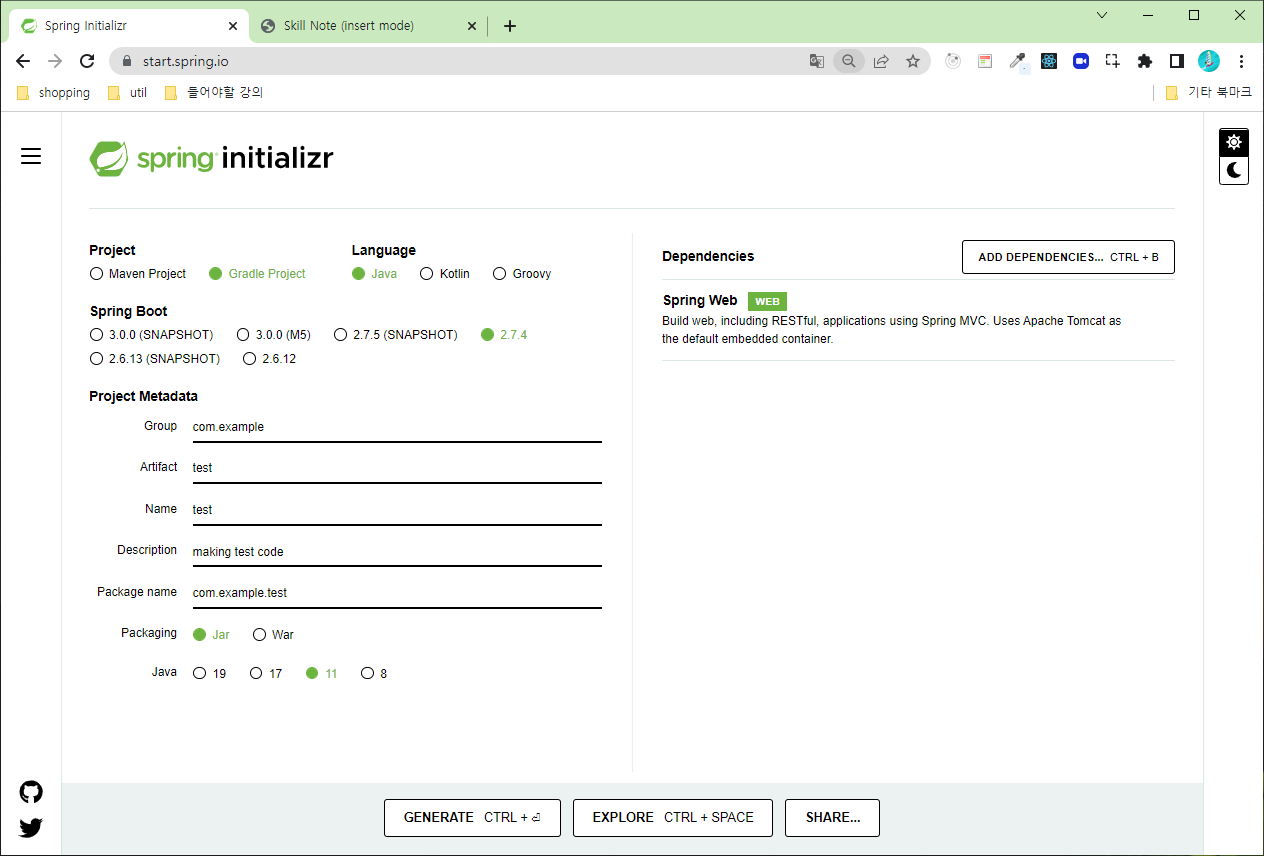 Spring Initializr
Skill Note (insert mode)
start.spring.io
shopping
util
들어야할 강의
기타 북마크
spring initializr
Project
Language
Maven Project
Gradle Project
Java
Kotlin
Groovy
Spring Boot
3.0.0 (SNAPSHOT)
3.0.0 (M5)
2.7.5 (SNAPSHOT)
2.7.4
2.6.13 (SNAPSHOT)
2.6.12
Project Metadata
Group com.example
Artifact test
Name test
Description making test code
Package name com.example.test
Packaging Jar War
Java 19 17 11 8
Dependencies
ADD DEPENDENCIES... CTRL + B
Spring Web WEB
Build web, including RESTful, applications using Spring MVC. Uses Apache Tomcat as
the default embedded container.
GENERATE CTRL + ⏎
EXPLORE CTRL + SPACE
SHARE...